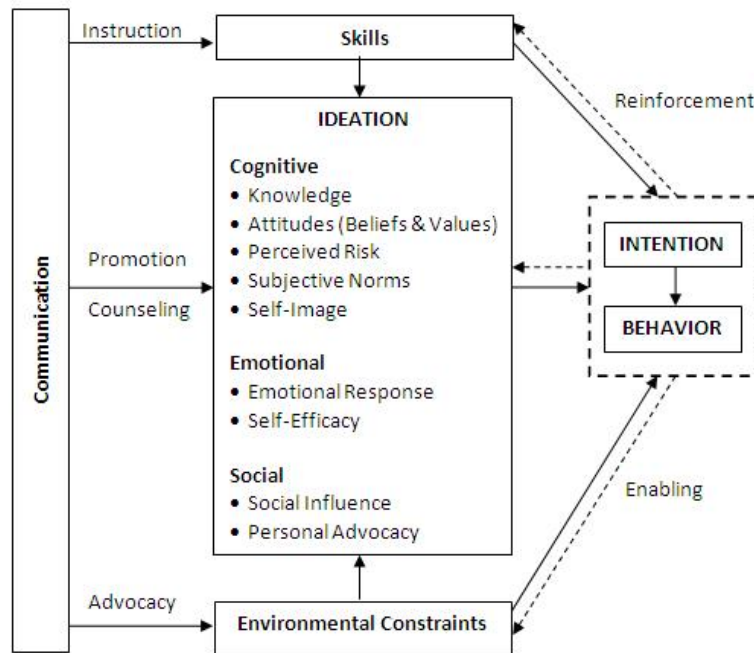 Communication
Instruction
Skills
Reinforcement
IDEATION
Cognitive
• Knowledge
• Attitudes (Beliefs & Values)
• Perceived Risk
• Subjective Norms
• Self-Image
Promotion
Counseling
Emotional
• Emotional Response
• Self-Efficacy
Social
• Social Influence
• Personal Advocacy
INTENTION
BEHAVIOR
Enabling
Advocacy
Environmental Constraints